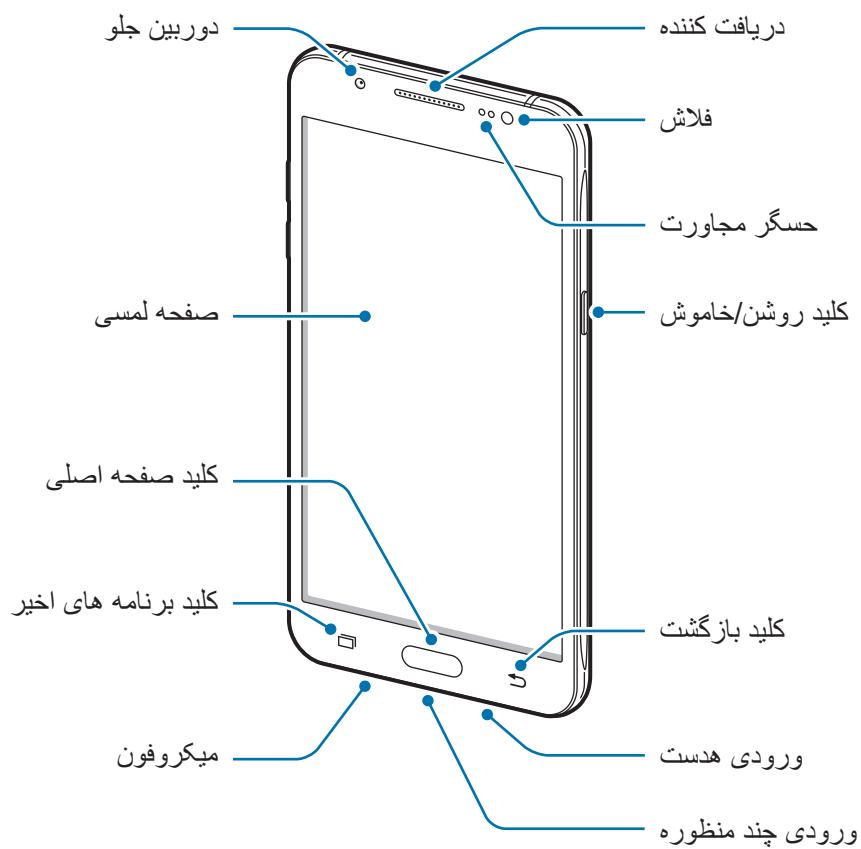 دوربین جلو
دریافت کننده
فلاش
حسگر مجاورت
کلید روشن/خاموش
صفحه لمسی
کلید صفحه اصلی
کلید برنامه های اخیر
کلید بازگشت
میکروفون
ورودی هدست
ورودی چند منظوره